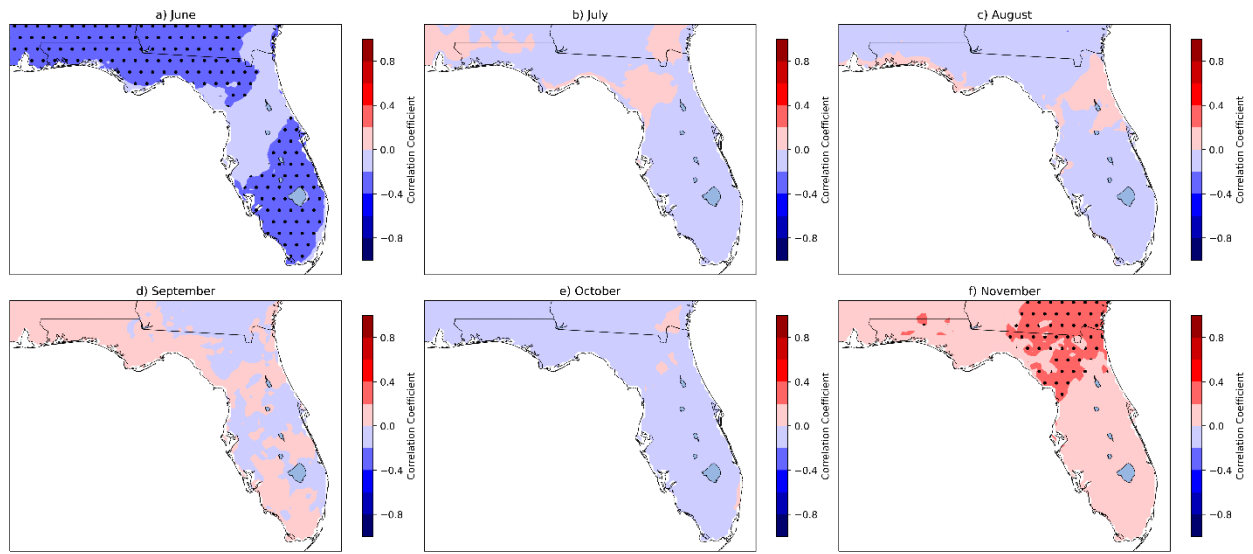 a) June
0.8
0.4
0.0
−0.4
−0.8
Correlation Coefficient
b) July
0.8
0.4
0.0
−0.4
−0.8
Correlation Coefficient
c) August
0.8
0.4
0.0
−0.4
−0.8
Correlation Coefficient
d) September
0.8
0.4
0.0
−0.4
−0.8
Correlation Coefficient
e) October
0.8
0.4
0.0
−0.4
−0.8
Correlation Coefficient
f) November
0.8
0.4
0.0
−0.4
−0.8
Correlation Coefficient